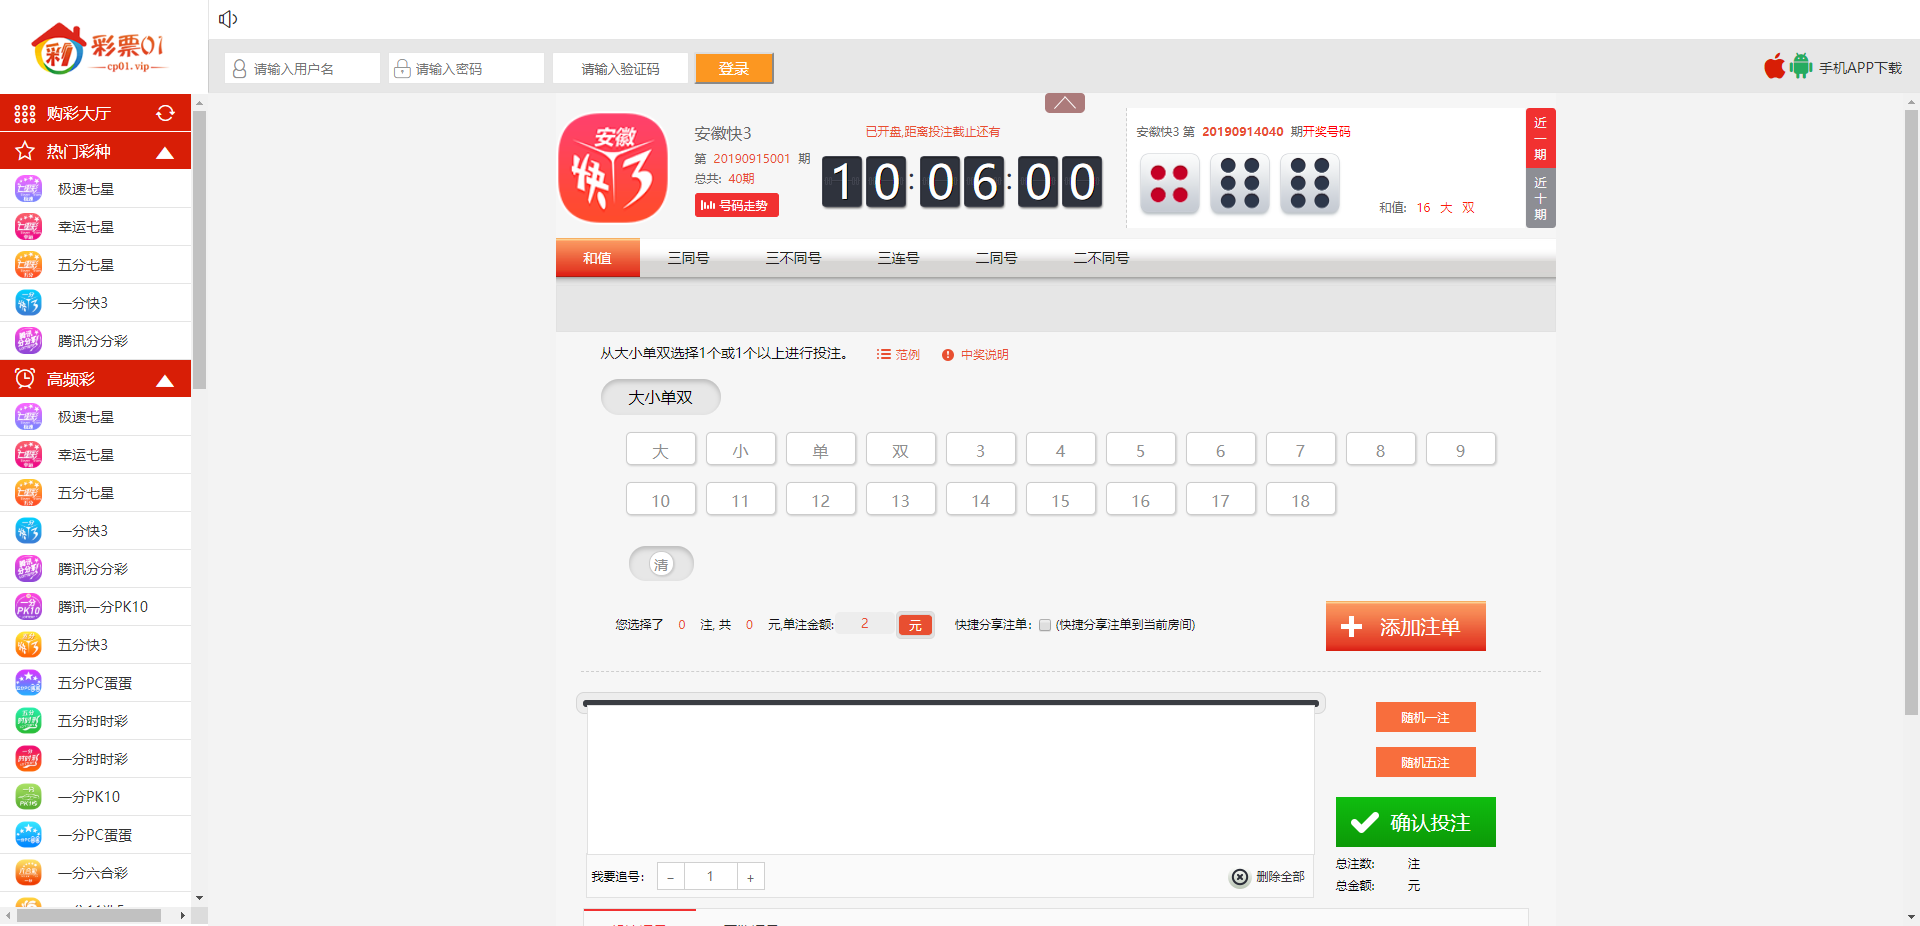 彩票01
cp01.vip
请输入用户名
请输入密码
请输入验证码
登录
手机APP下载
购彩大厅
热门彩种
极速七星
幸运七星
五分七星
一分快3
腾讯分分彩
高频彩
极速七星
幸运七星
五分七星
一分快3
腾讯分分彩
腾讯一分PK10
五分快3
五分PC蛋蛋
五分时时彩
一分时时彩
一分PK10
一分PC蛋蛋
一分六合彩
安徽
快3
安徽快3
第 20190915001 期
总共: 40期
号码走势
已开盘,距离投注截止还有
10:06:00
安徽快3 第 20190914040 期开奖号码
和值: 16 大 双
近一期
近十期
和值
三同号
三不同号
三连号
二同号
二不同号
从大小单双选择1个或1个以上进行投注。
范例
中奖说明
大小单双
大 小 单 双 3 4 5 6 7 8 9
10 11 12 13 14 15 16 17 18
清
您选择了 0 注, 共 0 元,单注金额: 2 元
快捷分享注单: (快捷分享注单到当前房间)
添加注单
随机一注
随机五注
确认投注
总注数: 注
总金额: 元
我要追号: - 1 +
删除全部